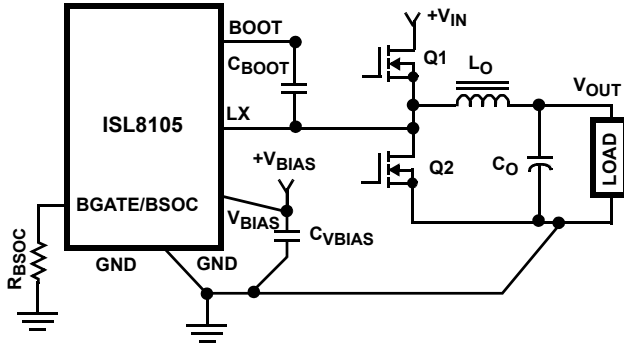 +VIN
BOOT
CBOOT
Q1
LO
VOUT
ISL8105
LX
+VBIAS
Q2
CO
LOAD
BGATE/BSOC
VBIAS
CVBIAS
RBSOC
GND
GND